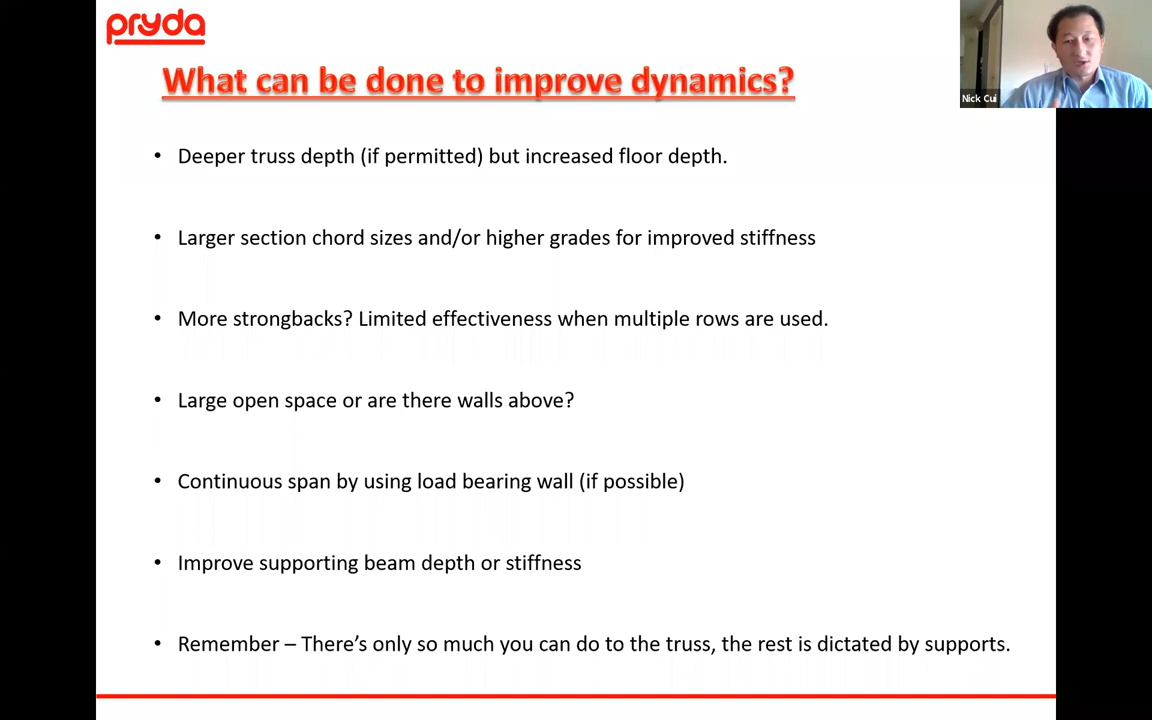 pryda
What can be done to improve dynamics?
Nick Cui
• Deeper truss depth (if permitted) but increased floor depth.
• Larger section chord sizes and/or higher grades for improved stiffness
• More strongbacks? Limited effectiveness when multiple rows are used.
• Large open space or are there walls above?
• Continuous span by using load bearing wall (if possible)
• Improve supporting beam depth or stiffness
• Remember – There’s only so much you can do to the truss, the rest is dictated by supports.